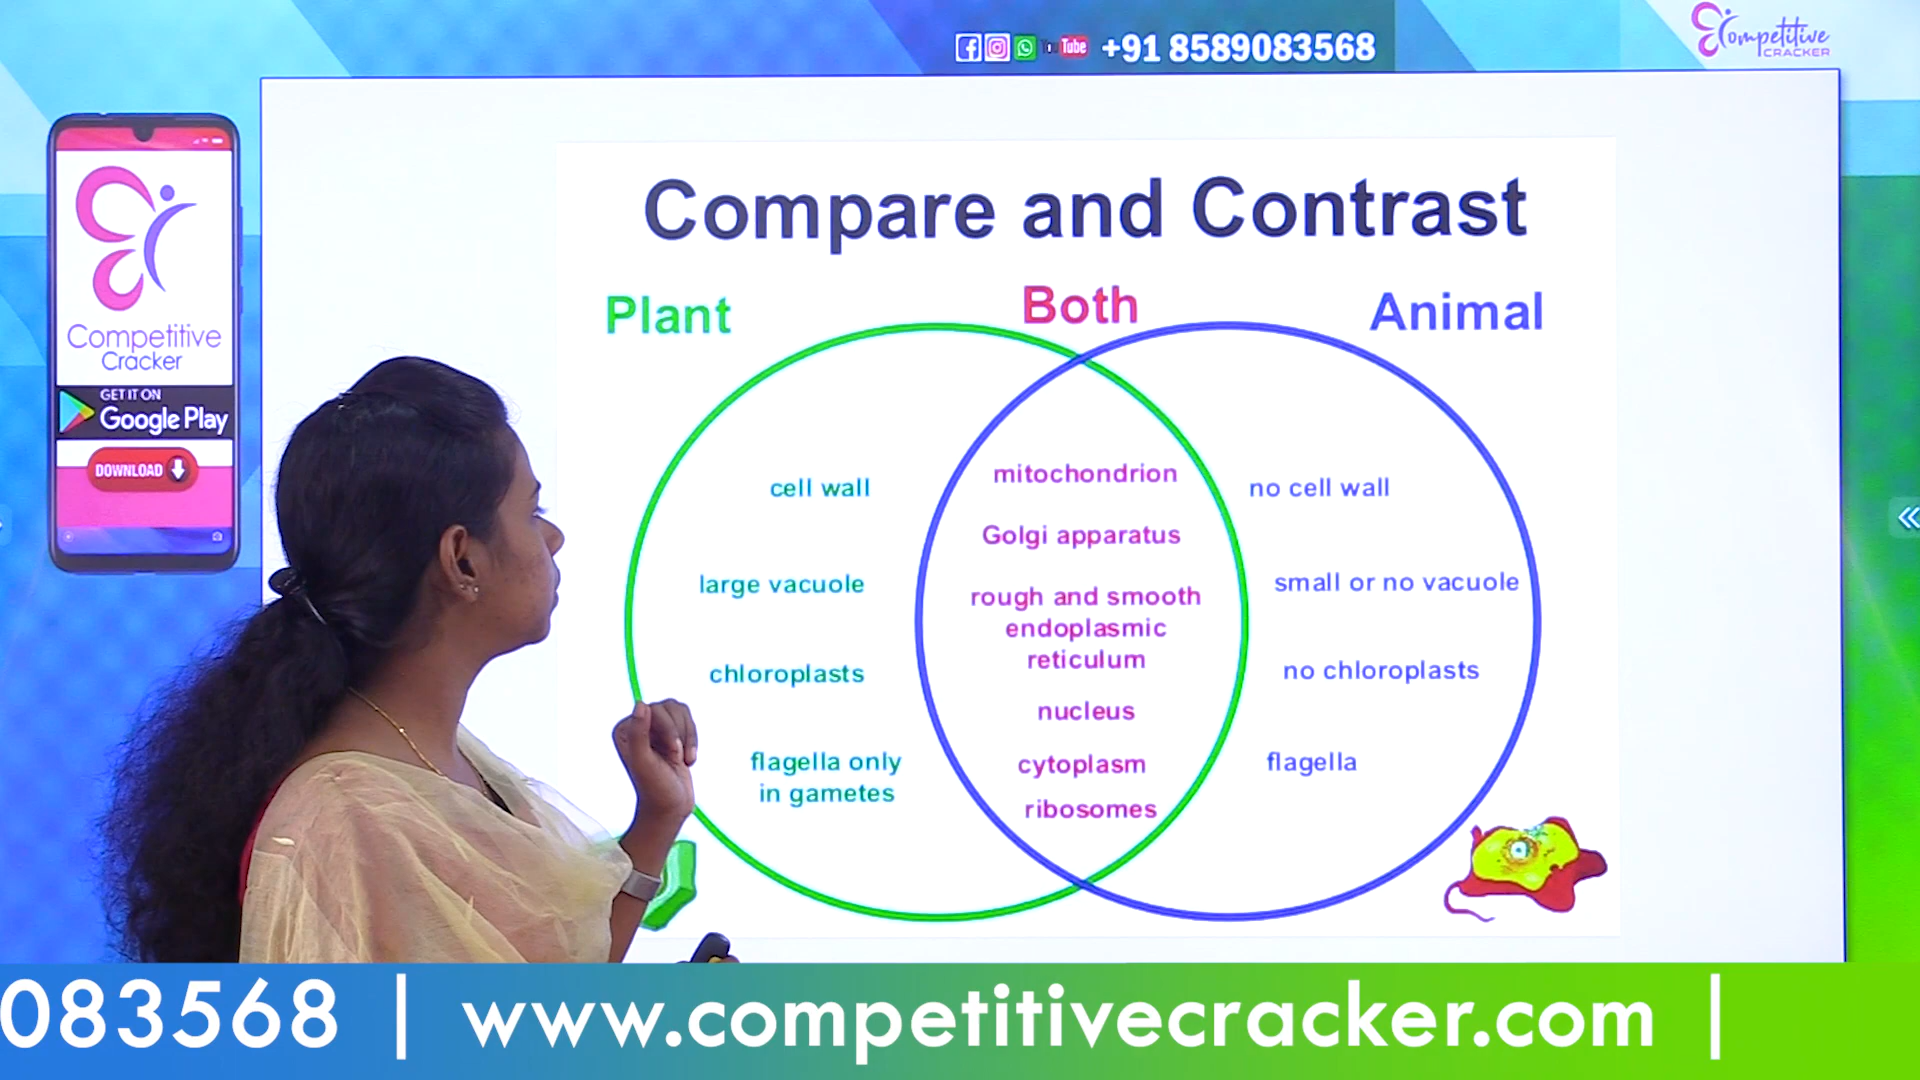 +91 8589083568
Competitive
CRACKER
Competitive
Cracker
GET IT ON
Google Play
DOWNLOAD
Compare and Contrast
Plant
Both
Animal
cell wall
large vacuole
chloroplasts
flagella only
in gametes
mitochondrion
Golgi apparatus
rough and smooth
endoplasmic
reticulum
nucleus
cytoplasm
ribosomes
no cell wall
small or no vacuole
no chloroplasts
flagella
083568 | www.competitivecracker.com |